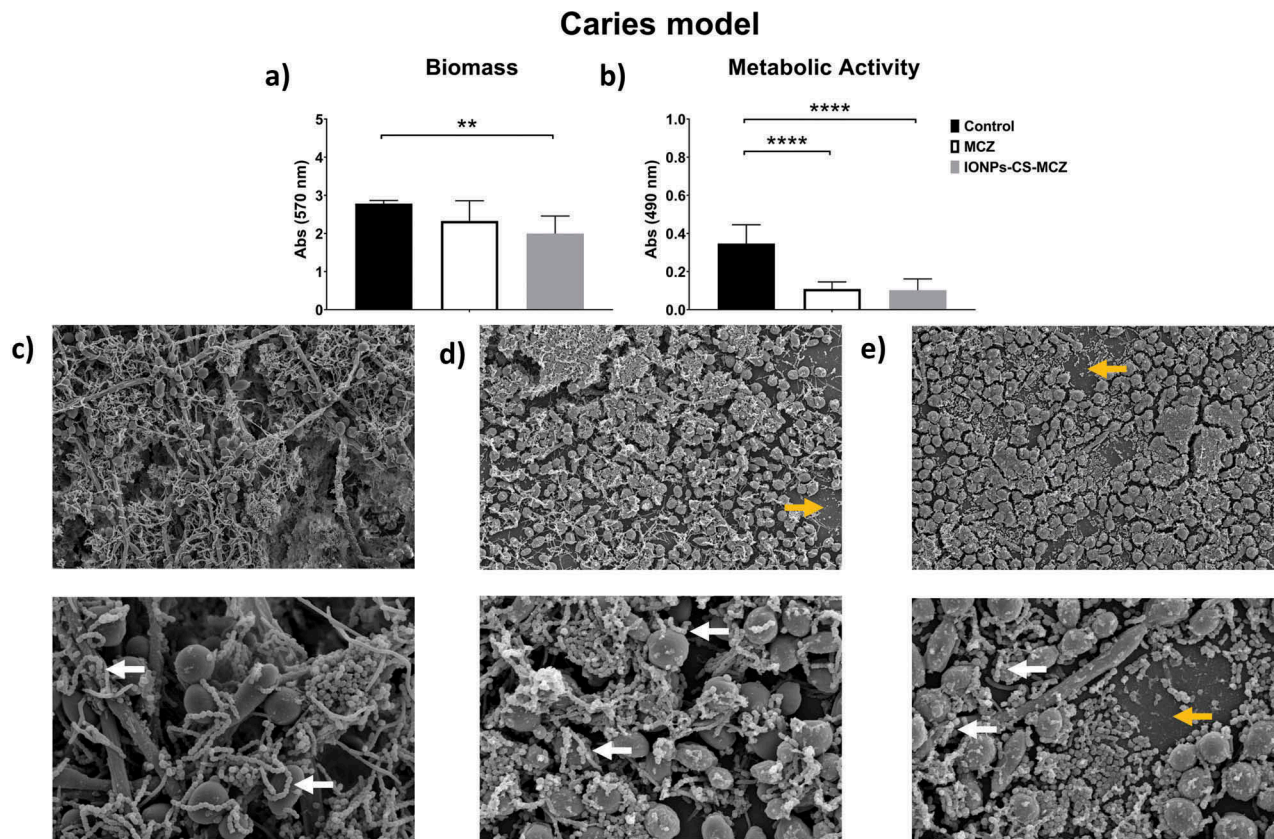 Caries model
a)
Biomass
**
Abs (570 nm)
5
4
3
2
1
0
b)
Metabolic Activity
****
****
Abs (490 nm)
1.0
0.8
0.6
0.4
0.2
0.0
Control
MCZ
IONPs-CS-MCZ
c)
d)
e)